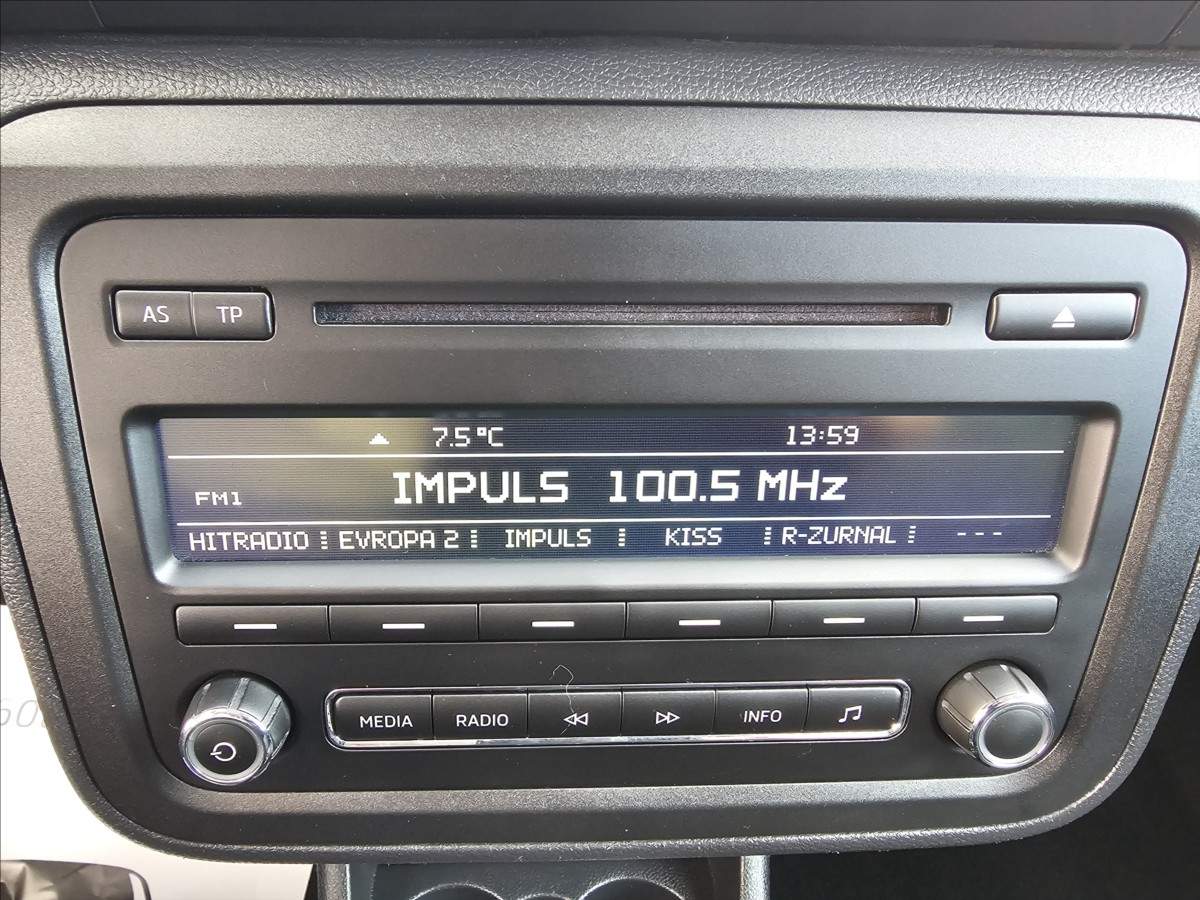 AS TP
7.5°C 13:59
FM1 IMPULS 100.5 MHz
HITRADIO EVROPA 2 IMPULS KISS R-ZURNAL ---
MEDIA RADIO INFO